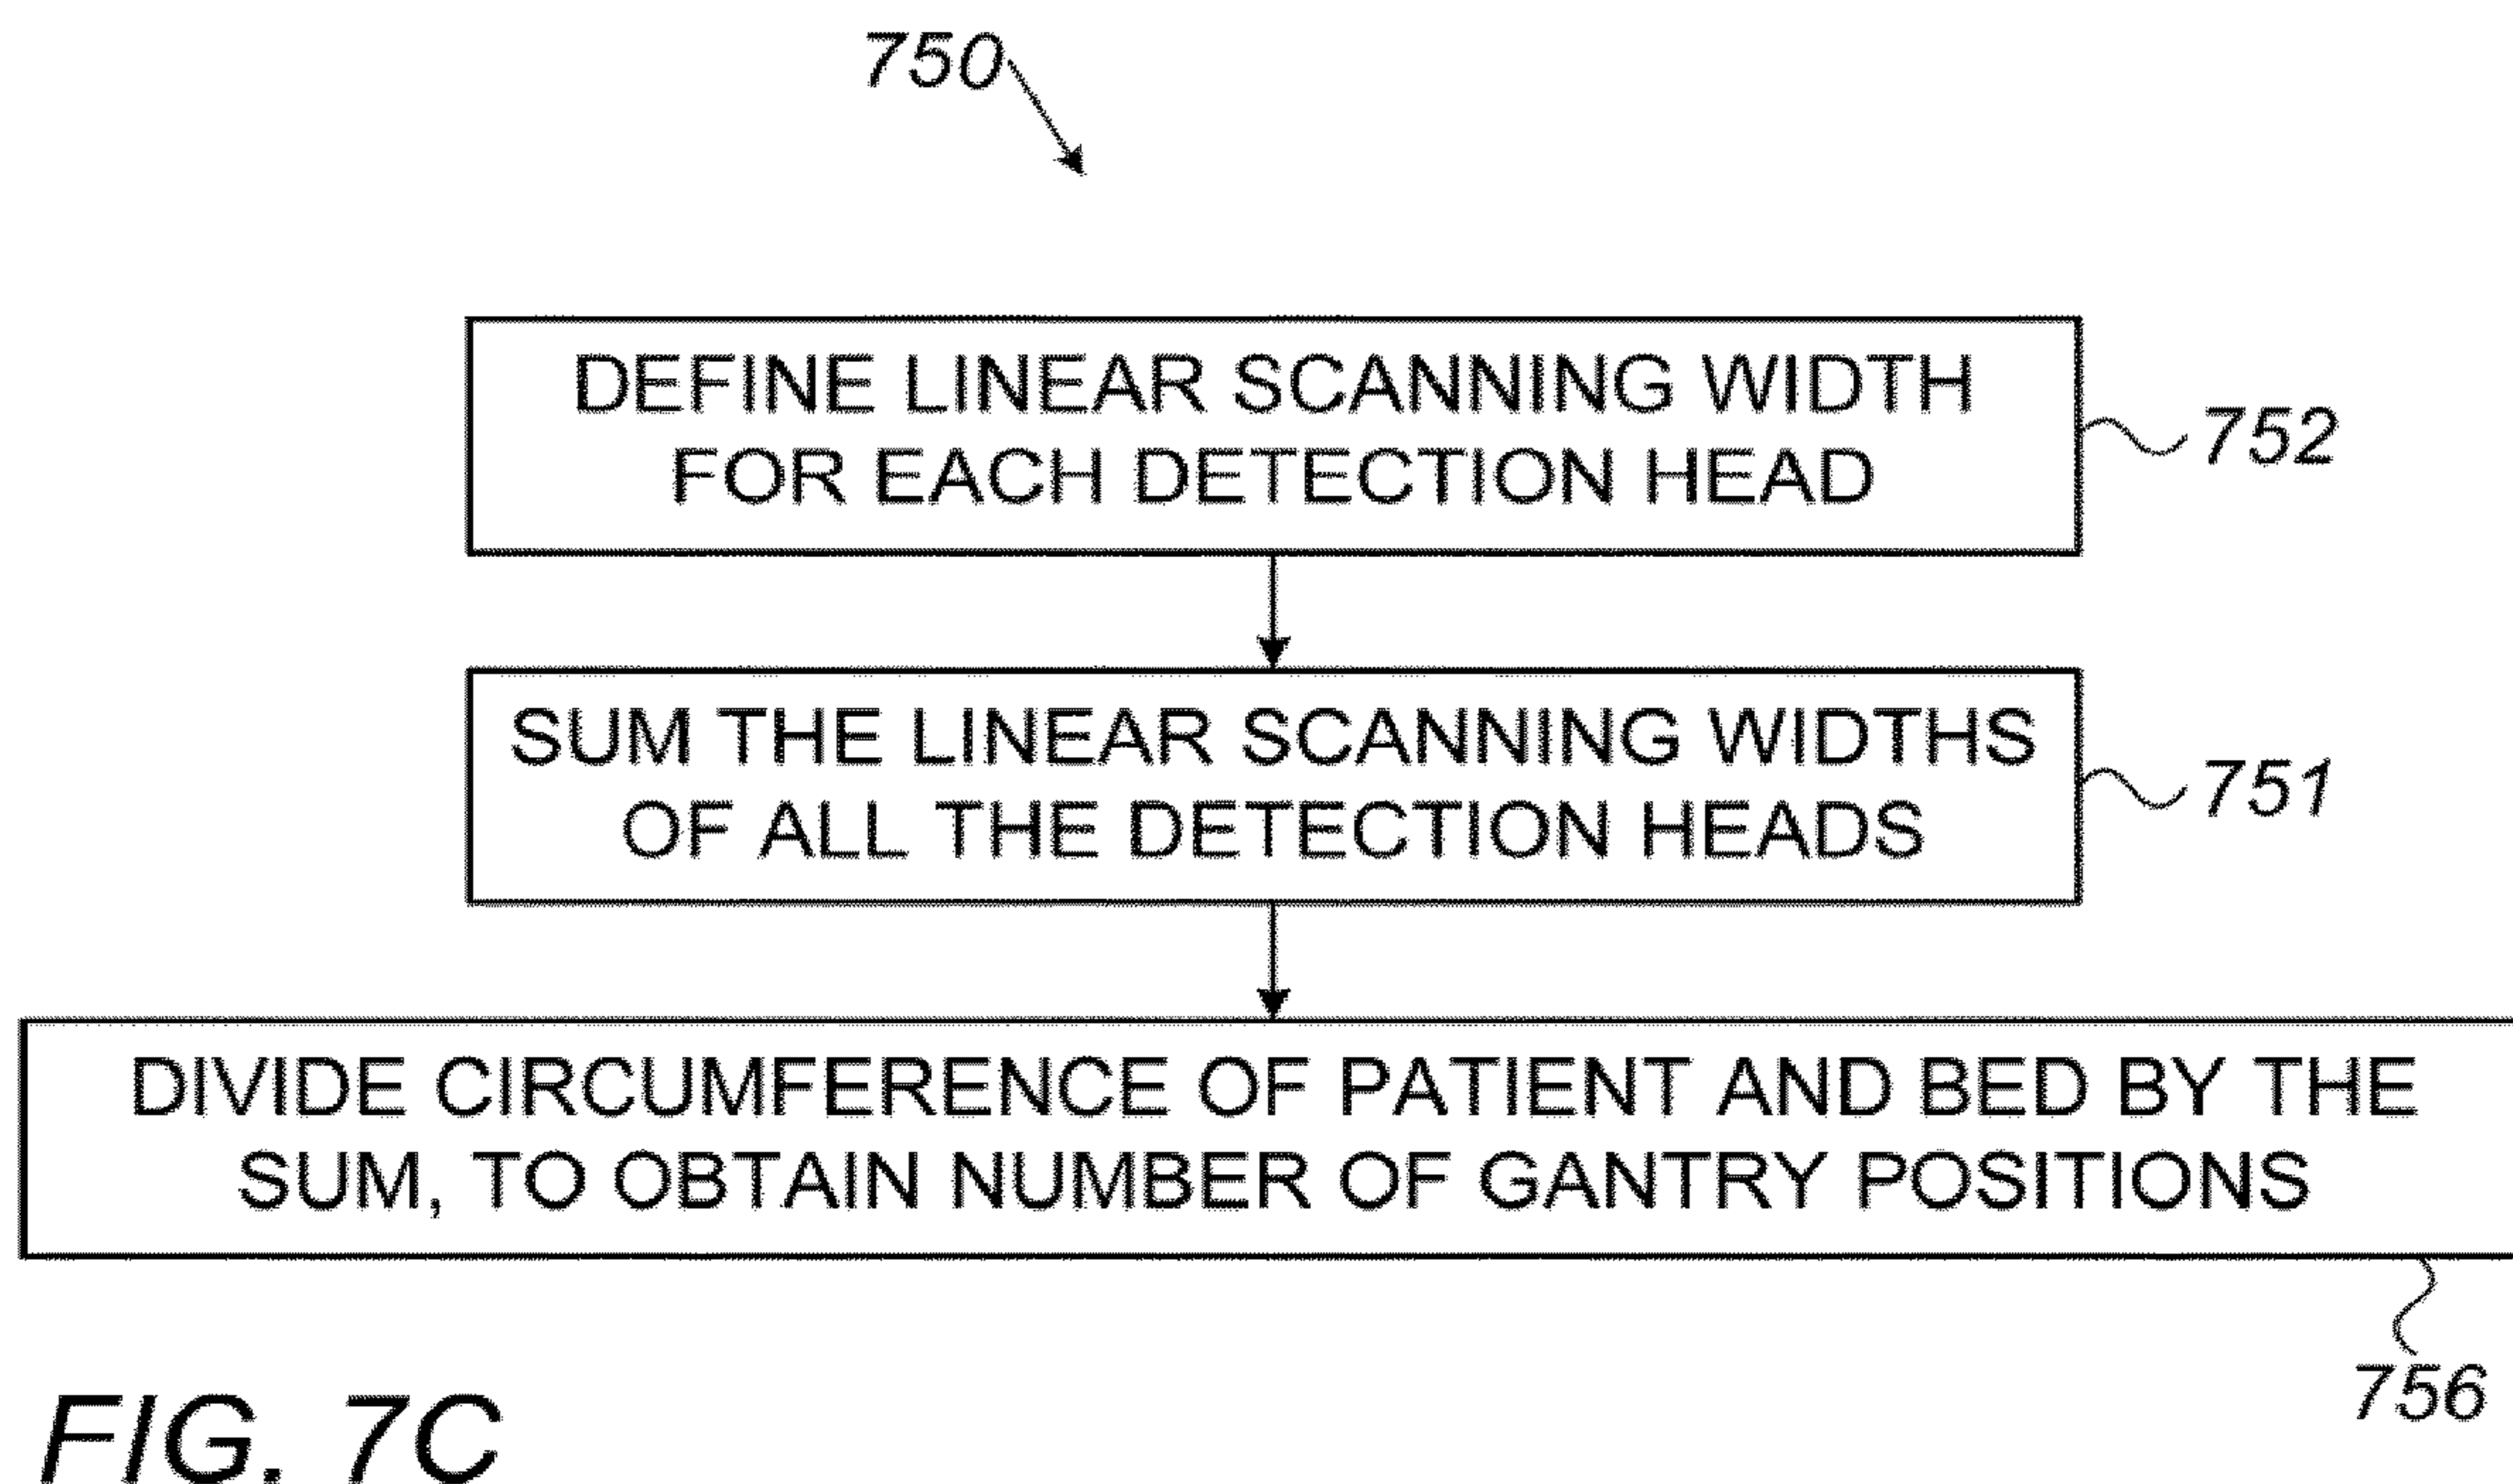 750
DEFINE LINEAR SCANNING WIDTH
FOR EACH DETECTION HEAD
752
SUM THE LINEAR SCANNING WIDTHS
OF ALL THE DETECTION HEADS
751
DIVIDE CIRCUMFERENCE OF PATIENT AND BED BY THE
SUM, TO OBTAIN NUMBER OF GANTRY POSITIONS
756
FIG. 7C